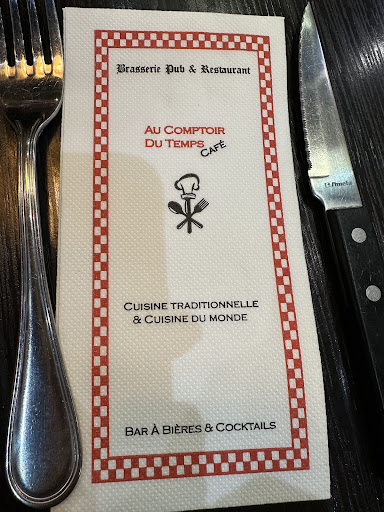 Brasserie Pub & Restaurant
AU COMPTOIR
DU TEMPS
CAFÉ
CUISINE TRADITIONNELLE
& CUISINE DU MONDE
BAR À BIÈRES & COCKTAILS